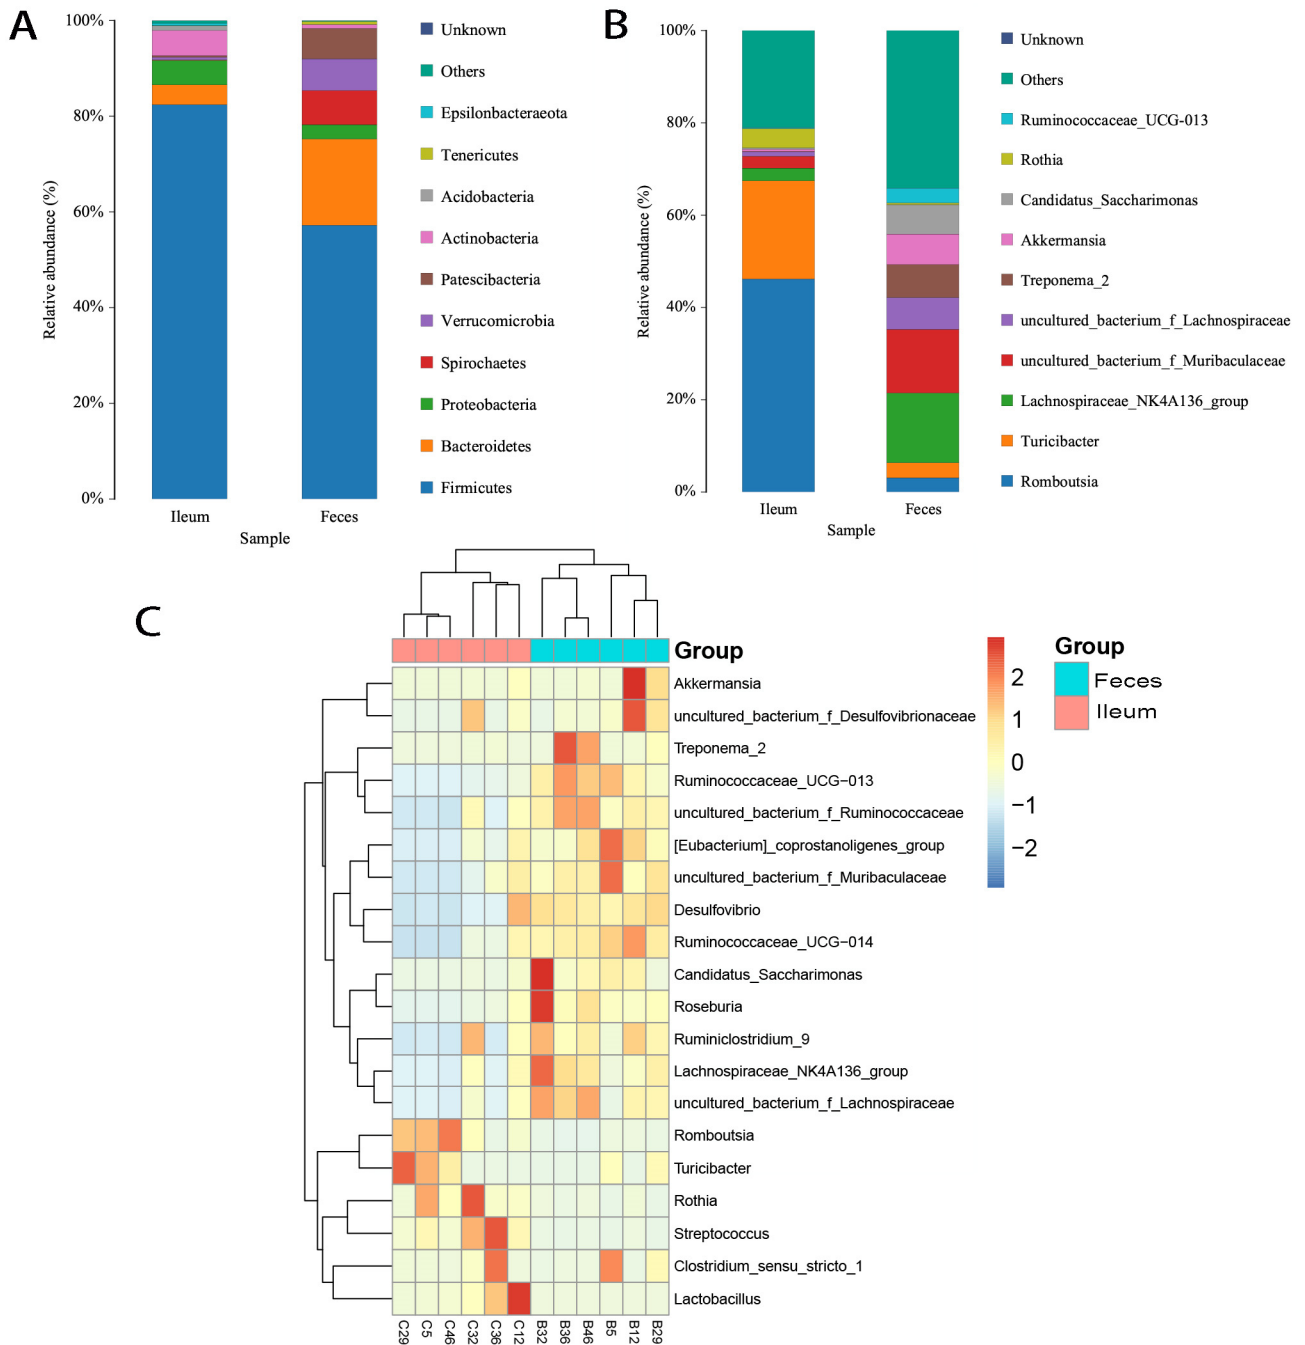 A
100%
80%
60%
40%
20%
0%
Relative abundance (%)
Ileum
Feces
Sample
Unknown
Others
Epsilonbacteraeota
Tenericutes
Acidobacteria
Actinobacteria
Patescibacteria
Verrucomicrobia
Spirochaetes
Proteobacteria
Bacteroidetes
Firmicutes
B
100%
80%
60%
40%
20%
0%
Relative abundance (%)
Ileum
Feces
Sample
Unknown
Others
Ruminococcaceae_UCG-013
Rothia
Candidatus_Saccharimonas
Akkermansia
Treponema_2
uncultured_bacterium_f_Lachnospiraceae
uncultured_bacterium_f_Muribaculaceae
Lachnospiraceae_NK4A136_group
Turicibacter
Romboutsia
C
Group
Akkermansia
uncultured_bacterium_f_Desulfovibrionaceae
Treponema_2
Ruminococcaceae_UCG−013
uncultured_bacterium_f_Ruminococcaceae
[Eubacterium]_coprostanoligenes_group
uncultured_bacterium_f_Muribaculaceae
Desulfovibrio
Ruminococcaceae_UCG−014
Candidatus_Saccharimonas
Roseburia
Ruminiclostridium_9
Lachnospiraceae_NK4A136_group
uncultured_bacterium_f_Lachnospiraceae
Romboutsia
Turicibacter
Rothia
Streptococcus
Clostridium_sensu_stricto_1
Lactobacillus
C29
C5
C46
C32
C36
C12
B32
B36
B46
B5
B12
B29
2
1
0
−1
−2
Group
Feces
Ileum